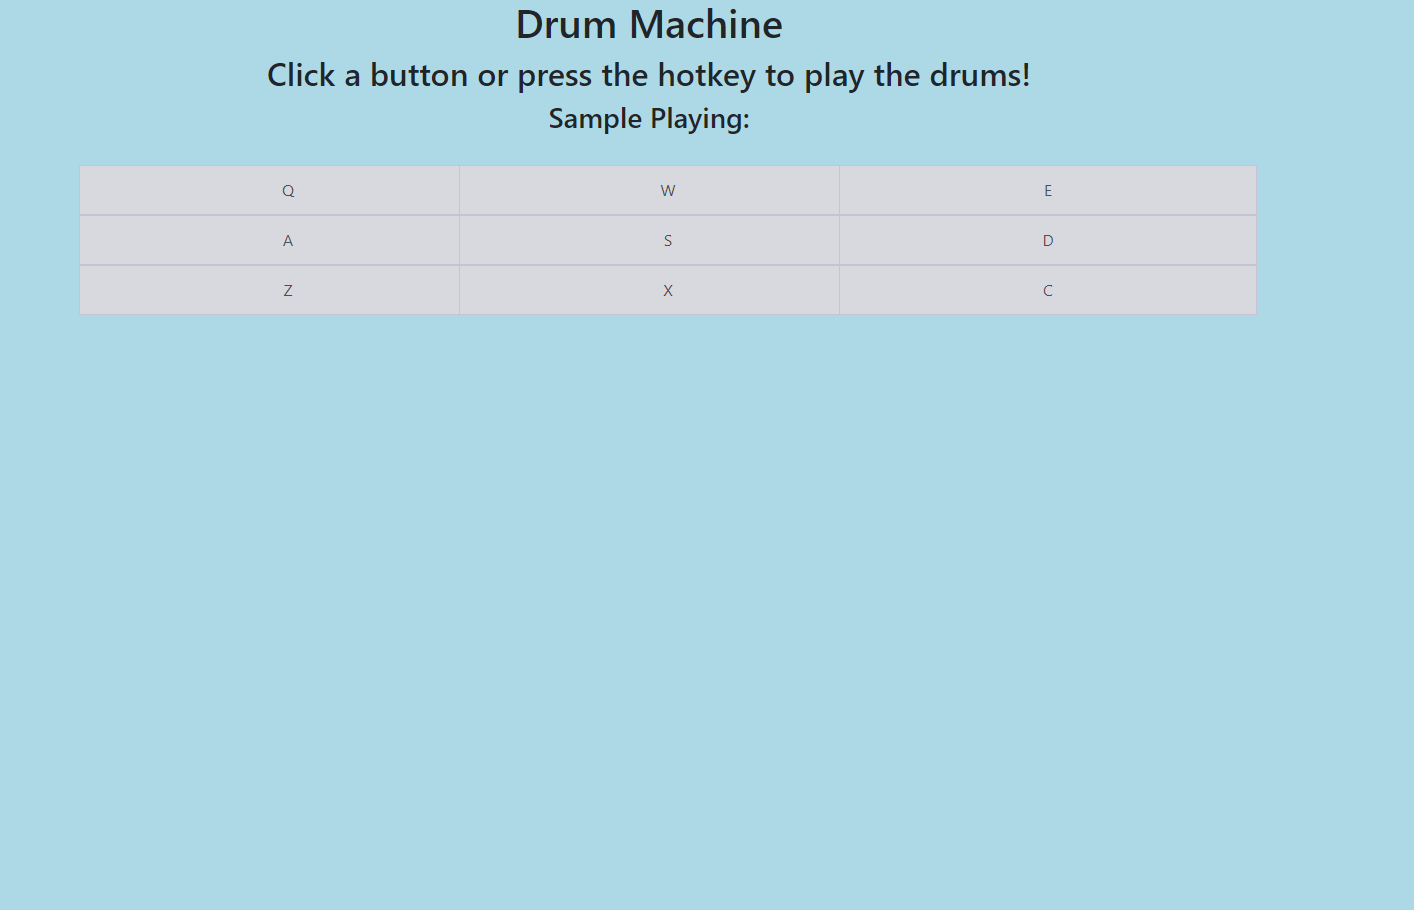 Drum Machine
Click a button or press the hotkey to play the drums!
Sample Playing:
Q W E
A S D
Z X C